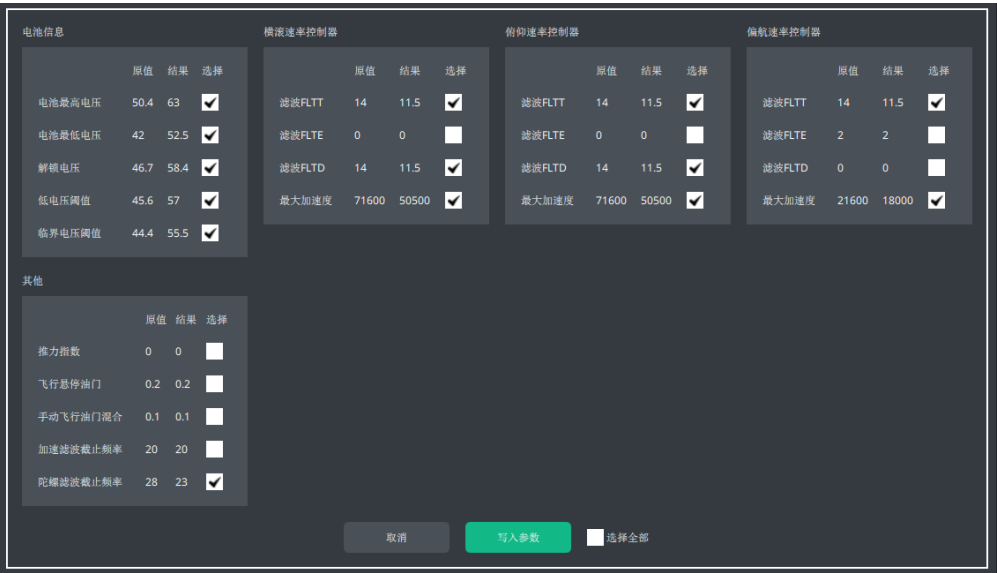 电池信息 横滚速率控制器 俯仰速率控制器 偏航速率控制器
原值 结果 选择 原值 结果 选择 原值 结果 选择 原值 结果 选择
电池最高电压 50.4 63 滤波FLTT 14 11.5 滤波FLTT 14 11.5 滤波FLTT 14 11.5
电池最低电压 42 52.5 滤波FLTE 0 0 滤波FLTE 0 0 滤波FLTE 2 2
解锁电压 46.7 58.4 滤波FLTD 14 11.5 滤波FLTD 14 11.5 滤波FLTD 0 0
低电压阈值 45.6 57 最大加速度 71600 50500 最大加速度 71600 50500 最大加速度 21600 18000
临界电压阈值 44.4 55.5
其他
原值 结果 选择
推力指数 0 0
飞行悬停油门 0.2 0.2
手动飞行油门混合 0.1 0.1
加速滤波截止频率 20 20
陀螺滤波截止频率 28 23
取消 写入参数 选择全部